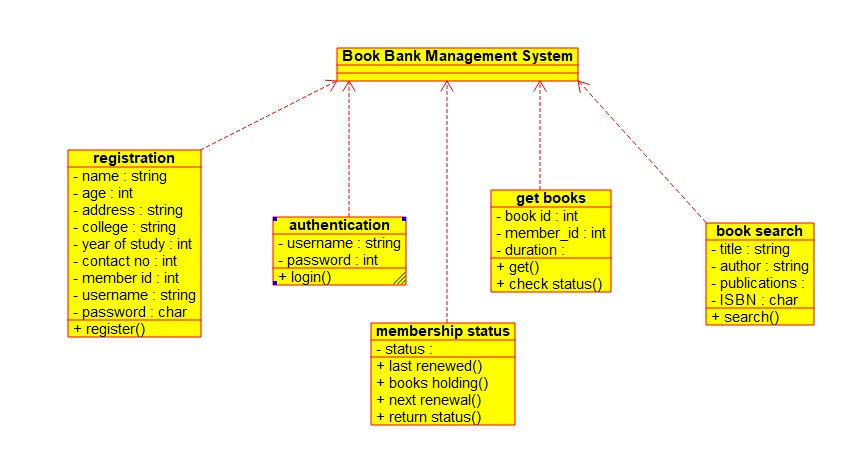 Book Bank Management System
registration
- name : string
- age : int
- address : string
- college : string
- year of study : int
- contact no : int
- member id : int
- username : string
- password : char
+ register()
authentication
- username : string
- password : int
+ login()
membership status
- status :
+ last renewed()
+ books holding()
+ next renewal()
+ return status()
get books
- book id : int
- member_id : int
- duration :
+ get()
+ check status()
book search
- title : string
- author : string
- publications :
- ISBN : char
+ search()